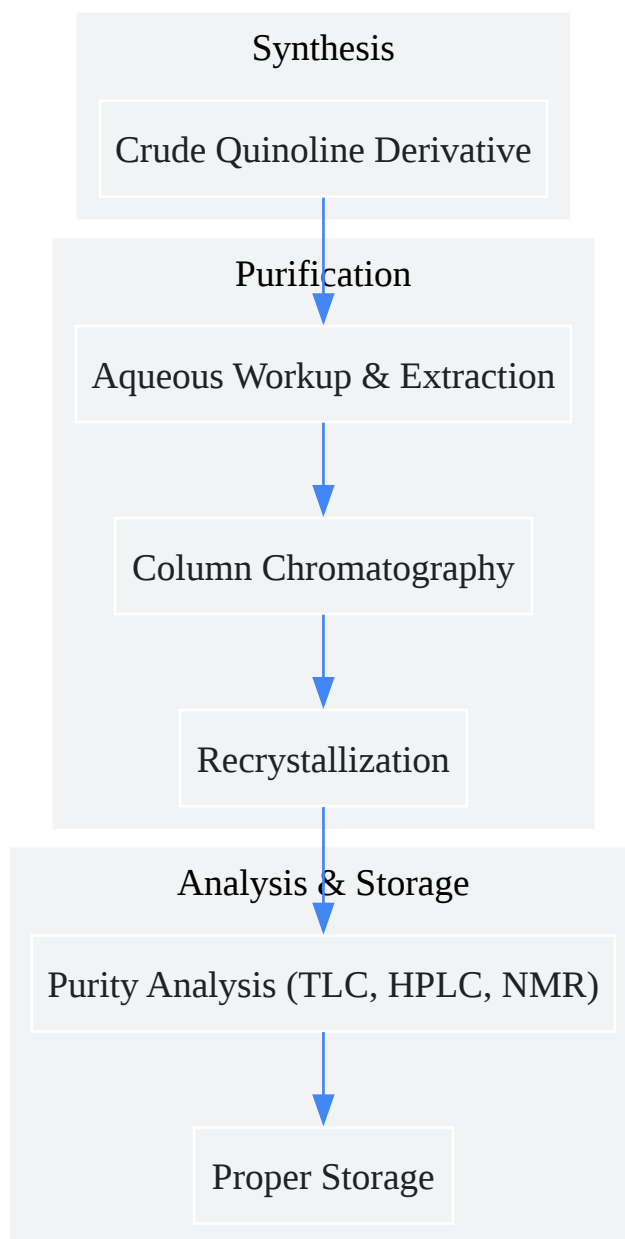 Synthesis
Crude Quinoline Derivative
Purification
Aqueous Workup & Extraction
Column Chromatography
Recrystallization
Analysis & Storage
Purity Analysis (TLC, HPLC, NMR)
Proper Storage